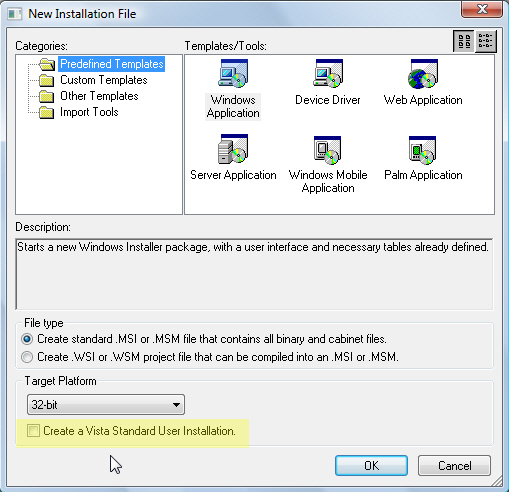 New Installation File
Categories:
Templates/Tools:
Predefined Templates
Custom Templates
Other Templates
Import Tools
Windows
Application
Device Driver
Web Application
Server Application
Windows Mobile
Application
Palm Application
Description:
Starts a new Windows Installer package, with a user interface and necessary tables already defined.
File type
Create standard .MSI or .MSM file that contains all binary and cabinet files.
Create .WSI or .WSM project file that can be compiled into an .MSI or .MSM.
Target Platform
32-bit
Create a Vista Standard User Installation.
OK
Cancel